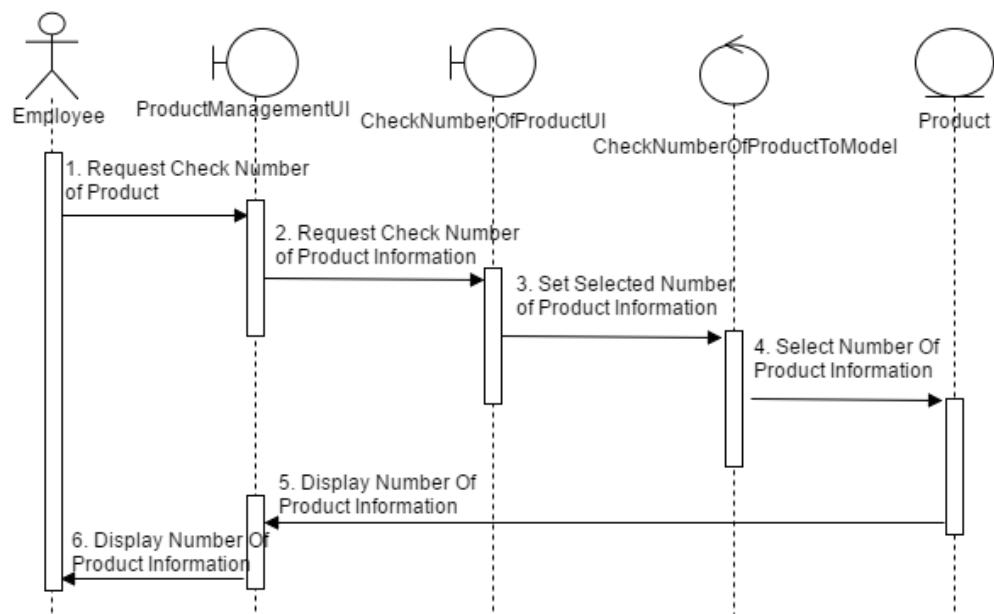 Employee
ProductManagementUI
CheckNumberOfProductUI
CheckNumberOfProductToModel
Product
1. Request Check Number
of Product
2. Request Check Number
of Product Information
3. Set Selected Number
of Product Information
4. Select Number Of
Product Information
5. Display Number Of
Product Information
6. Display Number Of
Product Information